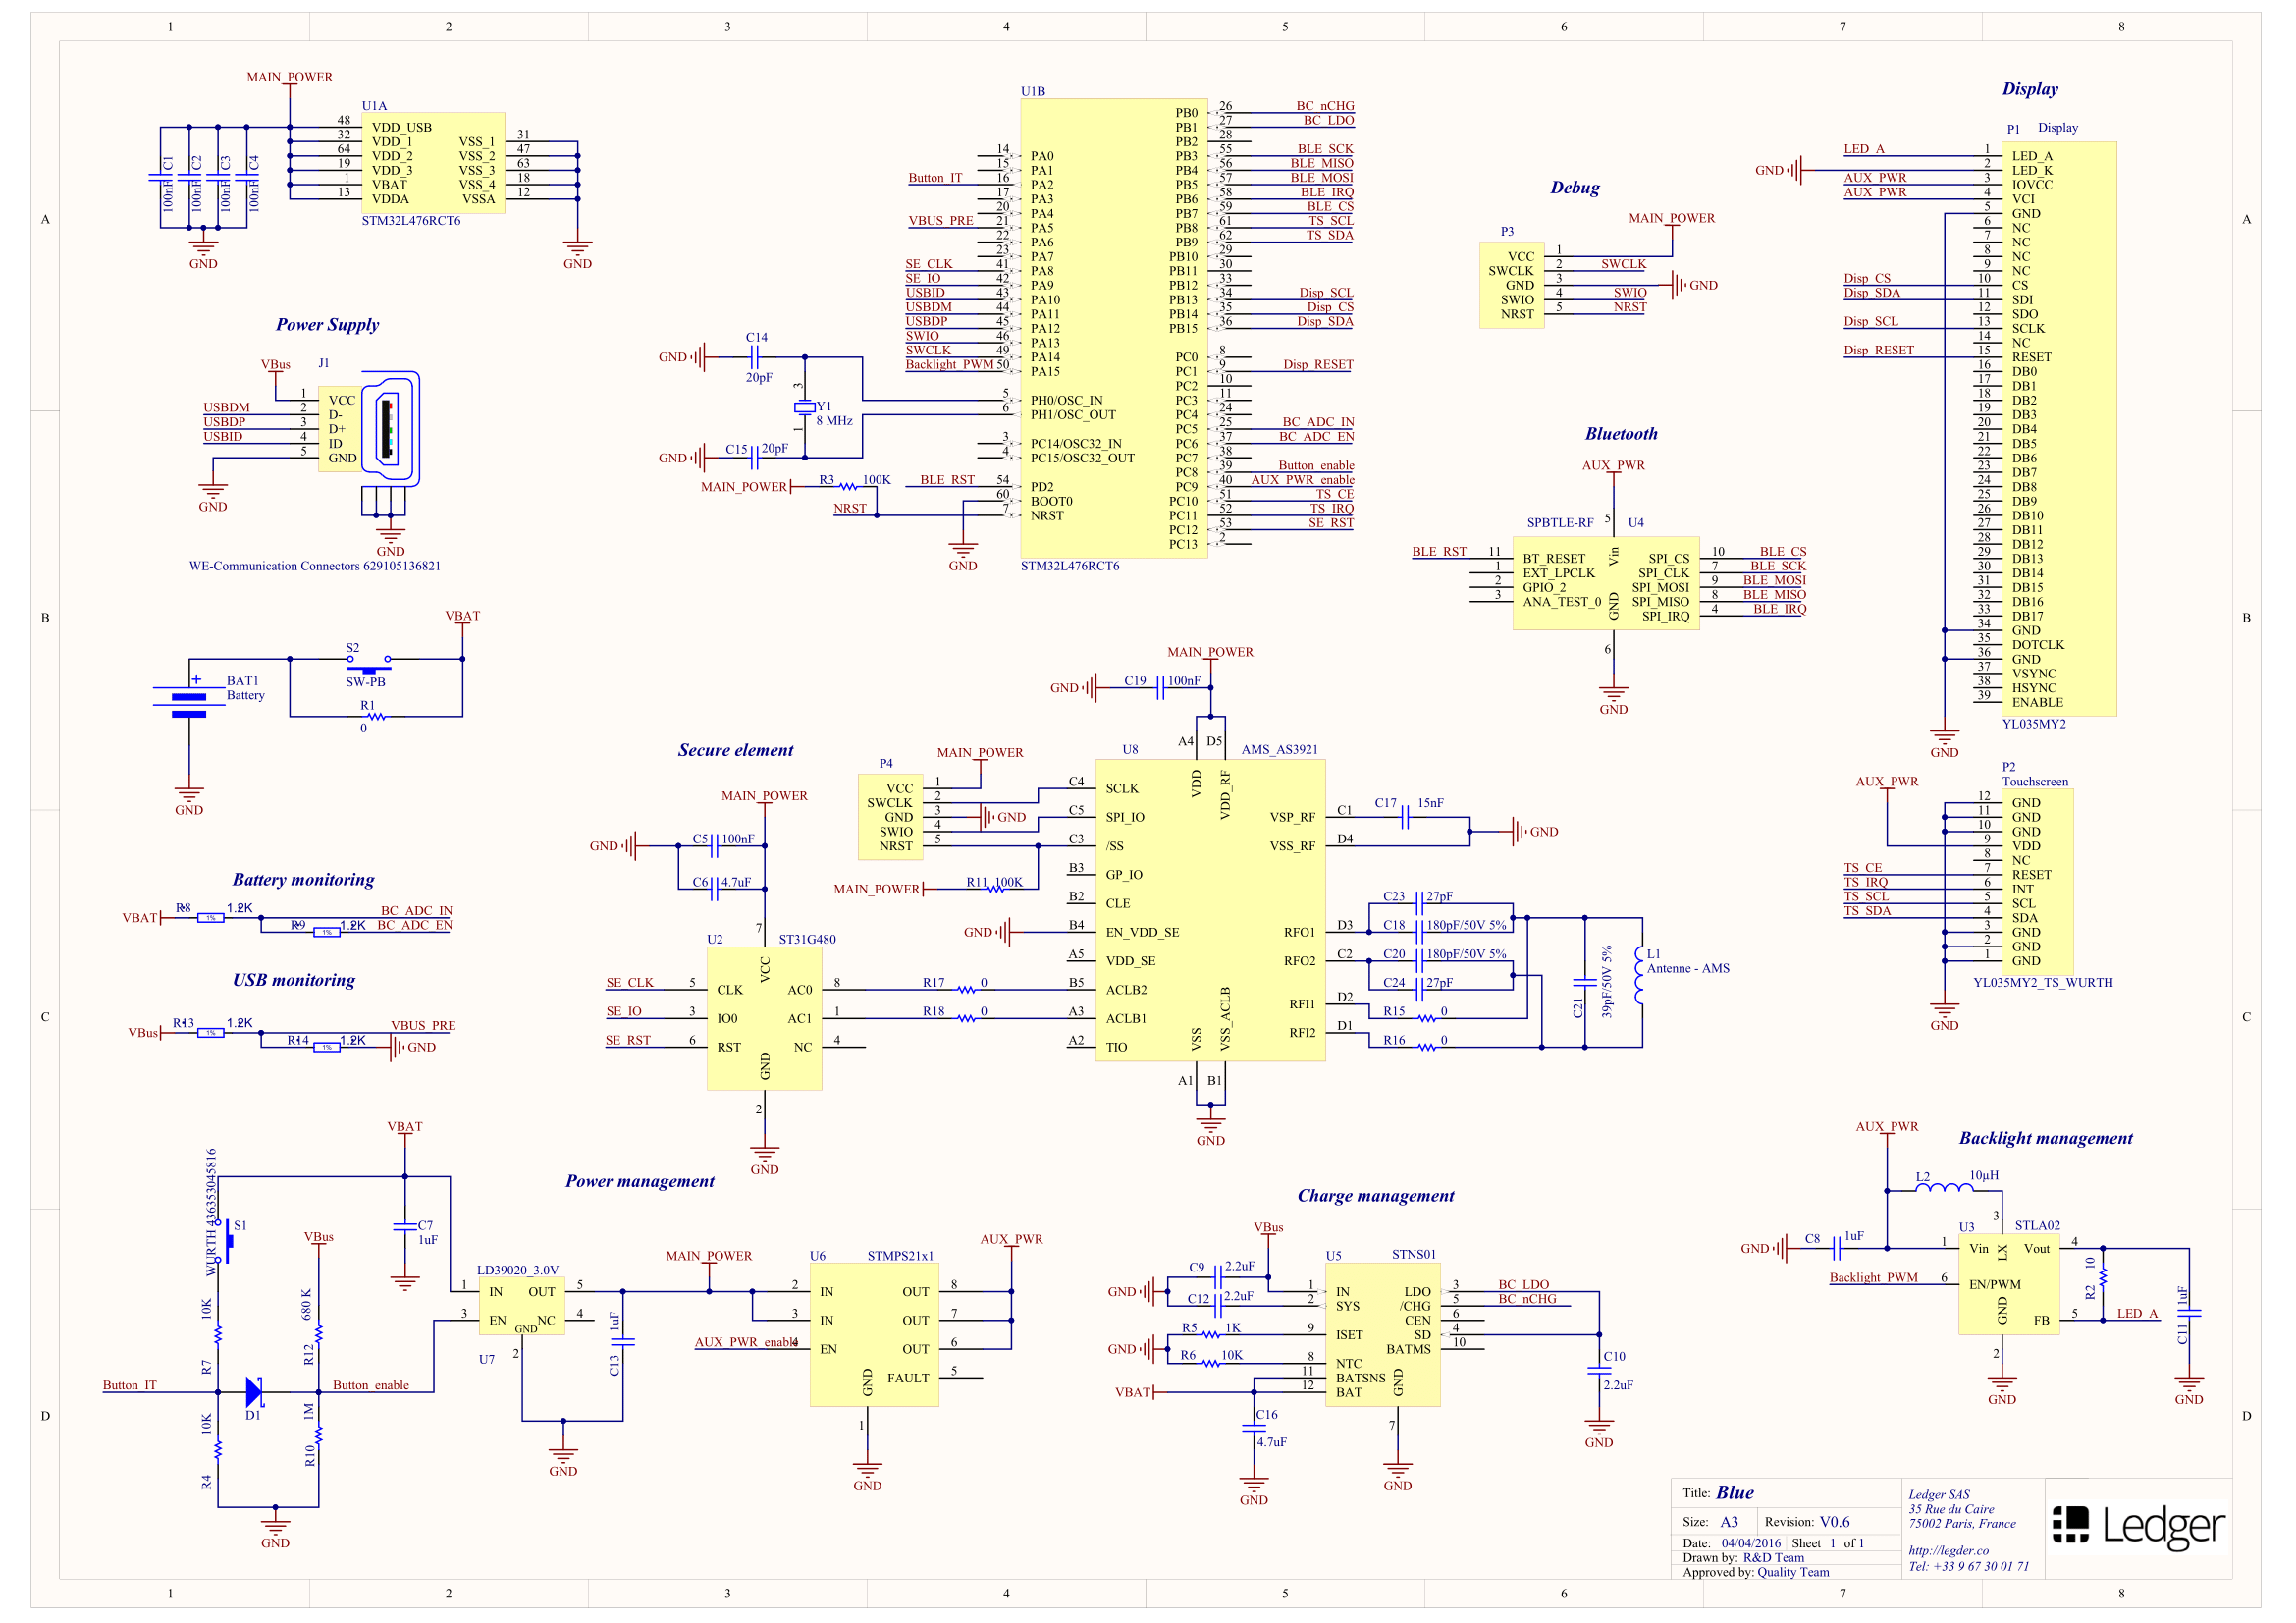 1 2 3 4 5 6 7 8
A
B
C
D
A
B
C
D
1 2 3 4 5 6 7 8
MAIN_POWER
U1A
48 VDD_USB
32 VDD_1 VSS_1 31
64 VDD_2 VSS_2 47
19 VDD_3 VSS_3 63
1 VBAT VSS_4 18
13 VDDA VSSA 12
STM32L476RCT6
100nF C1
100nF C2
100nF C3
100nF C4
GND
GND
Power Supply
VBus
J1
1 VCC
USBDM 2 D-
USBDP 3 D+
USBID 4 ID
5 GND
GND
GND
WE-Communication Connectors 629105136821
VBAT
S2
SW-PB
BAT1
Battery
R1
0
GND
Battery monitoring
VBAT R8 1.2K BC_ADC_IN
1%
R9 1.2K BC_ADC_EN
1%
USB monitoring
VBus R13 1.2K VBUS_PRE
1%
R14 1.2K GND
1%
U1B
14 PA0
15 PA1
Button_IT 16 PA2
17 PA3
20 PA4
VBUS_PRE 21 PA5
22 PA6
23 PA7
SE_CLK 41 PA8
SE_IO 42 PA9
USBID 43 PA10
USBDM 44 PA11
USBDP 45 PA12
SWIO 46 PA13
SWCLK 49 PA14
Backlight_PWM 50 PA15
5 PH0/OSC_IN
6 PH1/OSC_OUT
3 PC14/OSC32_IN
4 PC15/OSC32_OUT
BLE_RST 54 PD2
60 BOOT0
NRST 7 NRST
PB0 26 BC_nCHG
PB1 27 BC_LDO
PB2 28
PB3 55 BLE_SCK
PB4 56 BLE_MISO
PB5 57 BLE_MOSI
PB6 58 BLE_IRQ
PB7 59 BLE_CS
PB8 61 TS_SCL
PB9 62 TS_SDA
PB10 29
PB11 30
PB12 33
PB13 34 Disp_SCL
PB14 35 Disp_CS
PB15 36 Disp_SDA
PC0 8
PC1 9 Disp_RESET
PC2 10
PC3 11
PC4 24
PC5 25 BC_ADC_IN
PC6 37 BC_ADC_EN
PC7 38
PC8 39 Button_enable
PC9 40 AUX_PWR_enable
PC10 51 TS_CE
PC11 52 TS_IRQ
PC12 53 SE_RST
PC13 2
STM32L476RCT6
GND C14
20pF
3
Y1
8 MHz
1
GND C15 20pF
MAIN_POWER R3 100K
GND
Debug
MAIN_POWER
P3
VCC 1
SWCLK 2 SWCLK
GND 3 GND
SWIO 4 SWIO
NRST 5 NRST
Bluetooth
AUX_PWR
SPBTLE-RF 5 U4
Vin
BLE_RST 11 BT_RESET SPI_CS 10 BLE_CS
1 EXT_LPCLK SPI_CLK 7 BLE_SCK
2 GPIO_2 SPI_MOSI 9 BLE_MOSI
3 ANA_TEST_0 SPI_MISO 8 BLE_MISO
SPI_IRQ 4 BLE_IRQ
GND
6
GND
Display
P1 Display
LED_A 1 LED_A
GND 2 LED_K
AUX_PWR 3 IOVCC
AUX_PWR 4 VCI
5 GND
6 NC
7 NC
8 NC
9 NC
Disp_CS 10 CS
Disp_SDA 11 SDI
12 SDO
Disp_SCL 13 SCLK
14 NC
Disp_RESET 15 RESET
16 DB0
17 DB1
18 DB2
19 DB3
20 DB4
21 DB5
22 DB6
23 DB7
24 DB8
25 DB9
26 DB10
27 DB11
28 DB12
29 DB13
30 DB14
31 DB15
32 DB16
33 DB17
34 GND
35 DOTCLK
36 GND
37 VSYNC
38 HSYNC
39 ENABLE
YL035MY2
GND
AUX_PWR
P2
Touchscreen
12 GND
11 GND
10 GND
9 VDD
8 NC
TS_CE 7 RESET
TS_IRQ 6 INT
TS_SCL 5 SCL
TS_SDA 4 SDA
3 GND
2 GND
1 GND
YL035MY2_TS_WURTH
GND
Secure element
MAIN_POWER
GND C5 100nF
C6 4.7uF
7
U2 ST31G480
VCC
SE_CLK 5 CLK AC0 8
SE_IO 3 IO0 AC1 1
SE_RST 6 RST NC 4
GND
2
GND
R17 0
R18 0
P4
MAIN_POWER
VCC 1
SWCLK 2
GND 3 GND
SWIO 4
NRST 5
MAIN_POWER R11 100K
GND
MAIN_POWER
GND C19 100nF
A4 D5
U8 AMS_AS3921
VDD VDD_RF
C4 SCLK
C5 SPI_IO
C3 /SS
B3 GP_IO
B2 CLE
B4 EN_VDD_SE
A5 VDD_SE
B5 ACLB2
A3 ACLB1
A2 TIO
VSP_RF C1
VSS_RF D4
RFO1 D3
RFO2 C2
RFI1 D2
RFI2 D1
VSS VSS_ACLB
A1 B1
GND
C17 15nF
GND
C23 27pF
C18 180pF/50V 5%
C20 180pF/50V 5%
C24 27pF
R15 0
R16 0
C21 39pF/50V 5%
L1
Antenne - AMS
Power management
VBAT
WURTH 436353045816
S1
C7
1uF
VBus
10K
R7
680 K
R12
Button_IT
D1
Button_enable
10K
R4
1M
R10
GND
LD39020_3.0V
1 IN OUT 5
3 EN NC 4
GND
U7 2
C13 1uF
GND
MAIN_POWER
U6 STMPS21x1
2 IN OUT 8
3 IN OUT 7
AUX_PWR_enable 4 EN OUT 6
FAULT 5
GND
1
GND
AUX_PWR
Charge management
VBus
U5 STNS01
GND C9 2.2uF
C12 2.2uF
GND R5 1K
R6 10K
VBAT
1 IN
2 SYS
9 ISET
8 NTC
11 BATSNS
12 BAT
LDO 3 BC_LDO
/CHG 5 BC_nCHG
CEN 6
SD 4
BATMS 10
GND
7
GND
C16
4.7uF
GND
C10
2.2uF
GND
AUX_PWR
Backlight management
L2 10µH
3
U3 STLA02
GND C8 1uF
1 Vin LX Vout 4
Backlight_PWM 6 EN/PWM
GND FB 5 LED_A
2
GND
R2 10
C11 1uF
GND
Title: Blue
Size: A3 Revision: V0.6
Date: 04/04/2016 Sheet 1 of 1
Drawn by: R&D Team
Approved by: Quality Team
Ledger SAS
35 Rue du Caire
75002 Paris, France
http://legder.co
Tel: +33 9 67 30 01 71
Ledger